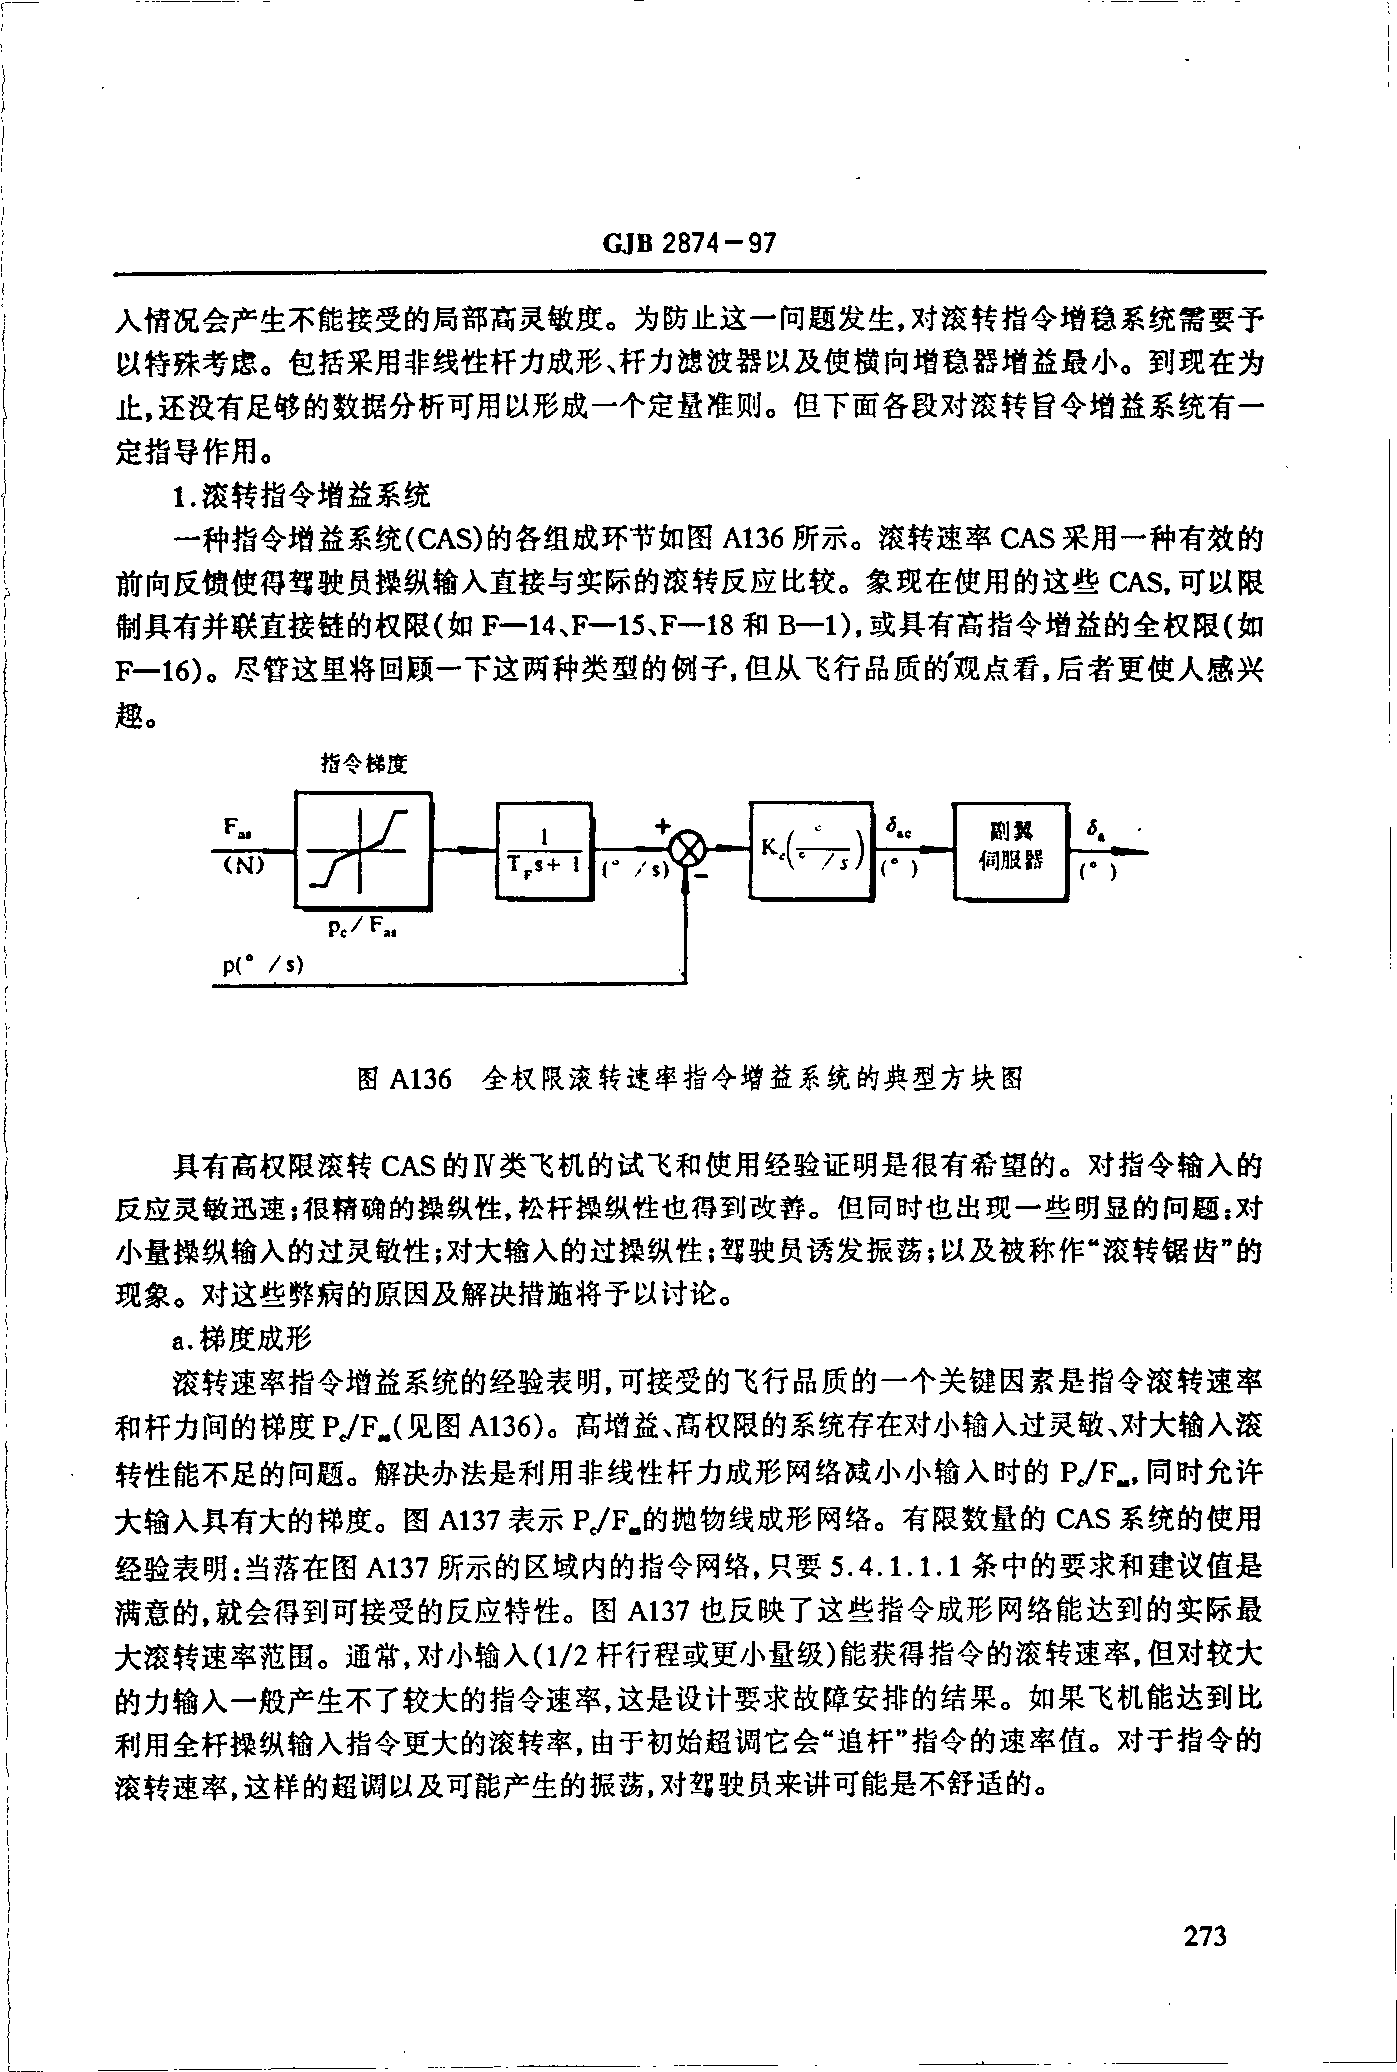 GJB 2874-97
入情况会产生不能接受的局部高灵敏度。为防止这一问题发生,对滚转指令增稳系统需要予
以特殊考虑。包括采用非线性杆力成形、杆力滤波器以及使横向增稳器增益最小。到现在为
止,还没有足够的数据分析可用以形成一个定量准则。但下面各段对滚转旨令增益系统有一
定指导作用。
1.滚转指令增益系统
一种指令增益系统(CAS)的各组成环节如图 A136 所示。滚转速率 CAS 采用一种有效的
前向反馈使得驾驶员操纵输入直接与实际的滚转反应比较。象现在使用的这些 CAS,可以限
制具有并联直接链的权限(如 F—14、F—15、F—18 和 B—1),或具有高指令增益的全权限(如
F—16)。尽管这里将回顾一下这两种类型的例子,但从飞行品质的观点看,后者更使人感兴
趣。
指令梯度
Fas
(N)
pc/Fas
1
TFs+1
(°/s)
+
-
Kc(°/°/s)
δac
(°)
副翼
伺服器
δa
(°)
p(°/s)
图 A136 全权限滚转速率指令增益系统的典型方块图
具有高权限滚转 CAS 的Ⅳ类飞机的试飞和使用经验证明是很有希望的。对指令输入的
反应灵敏迅速;很精确的操纵性,松杆操纵性也得到改善。但同时也出现一些明显的问题:对
小量操纵输入的过灵敏性;对大输入的过操纵性;驾驶员诱发振荡;以及被称作“滚转锯齿”的
现象。对这些弊病的原因及解决措施将予以讨论。
a.梯度成形
滚转速率指令增益系统的经验表明,可接受的飞行品质的一个关键因素是指令滚转速率
和杆力间的梯度 Pc/Fas(见图 A136)。高增益、高权限的系统存在对小输入过灵敏、对大输入滚
转性能不足的问题。解决办法是利用非线性杆力成形网络减小小输入时的 Pc/Fas,同时允许
大输入具有大的梯度。图 A137 表示 Pc/Fas的抛物线成形网络。有限数量的 CAS 系统的使用
经验表明:当落在图 A137 所示的区域内的指令网络,只要 5.4.1.1.1 条中的要求和建议值是
满意的,就会得到可接受的反应特性。图 A137 也反映了这些指令成形网络能达到的实际最
大滚转速率范围。通常,对小输入(1/2 杆行程或更小量级)能获得指令的滚转速率,但对较大
的力输入一般产生不了较大的指令速率,这是设计要求故障安排的结果。如果飞机能达到比
利用全杆操纵输入指令更大的滚转率,由于初始超调它会“追杆”指令的速率值。对于指令的
滚转速率,这样的超调以及可能产生的振荡,对驾驶员来讲可能是不舒适的。
273